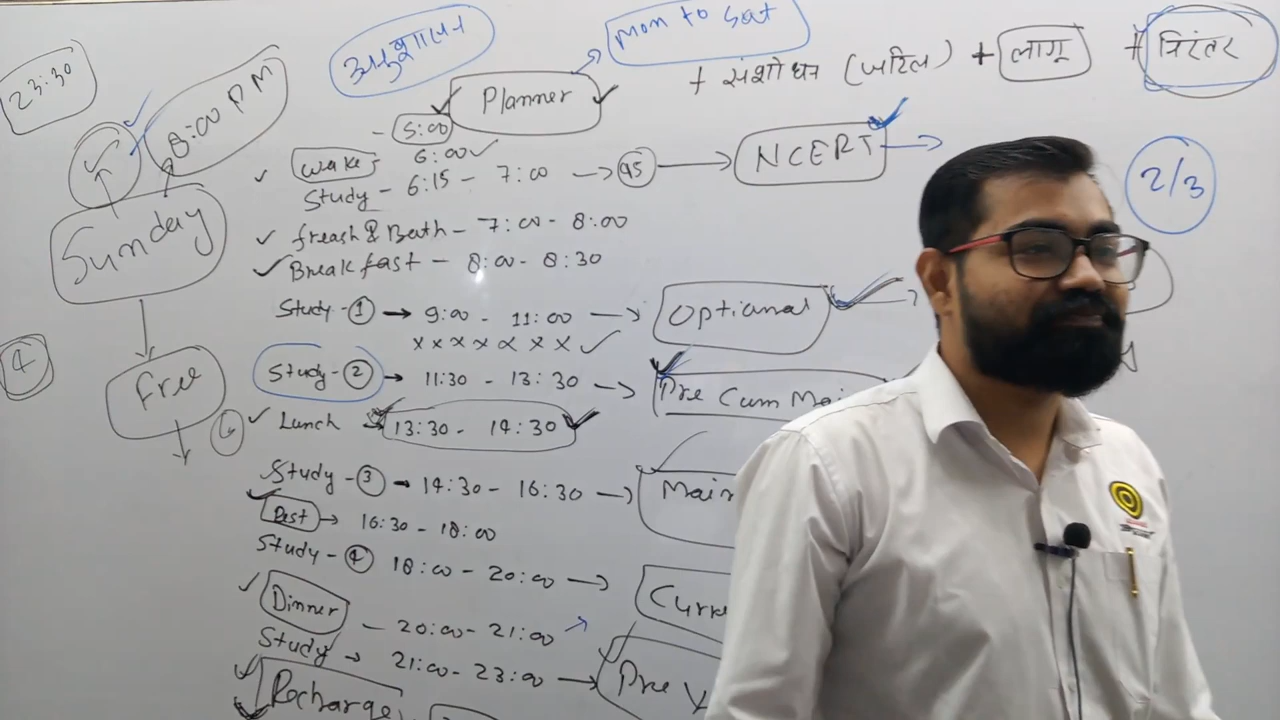 23:30
अनुशासन
Mon to Sat
Planner
+ संशोधन (जटिल) + लागू + निरंतर
8:00 PM
Sunday
Free
4
6
2/3
- 5:00
Wake 6:00
Study - 6:15 - 7:00 → 45 → NCERT →
freash & Bath - 7:00 - 8:00
Breakfast - 8:00 - 8:30
Study - 1 → 9:00 - 11:00 → Optional →
x x x x x x x
Study - 2 → 11:30 - 13:30 → Pre Cum Mai
Lunch 13:30 - 14:30
Study - 3 - 14:30 - 16:30 → Main
Rest → 16:30 - 18:00
Study - 4 18:00 - 20:00 → Curre
Dinner - 20:00 - 21:00
Study → 21:00 - 23:00 → Pre
Recharge